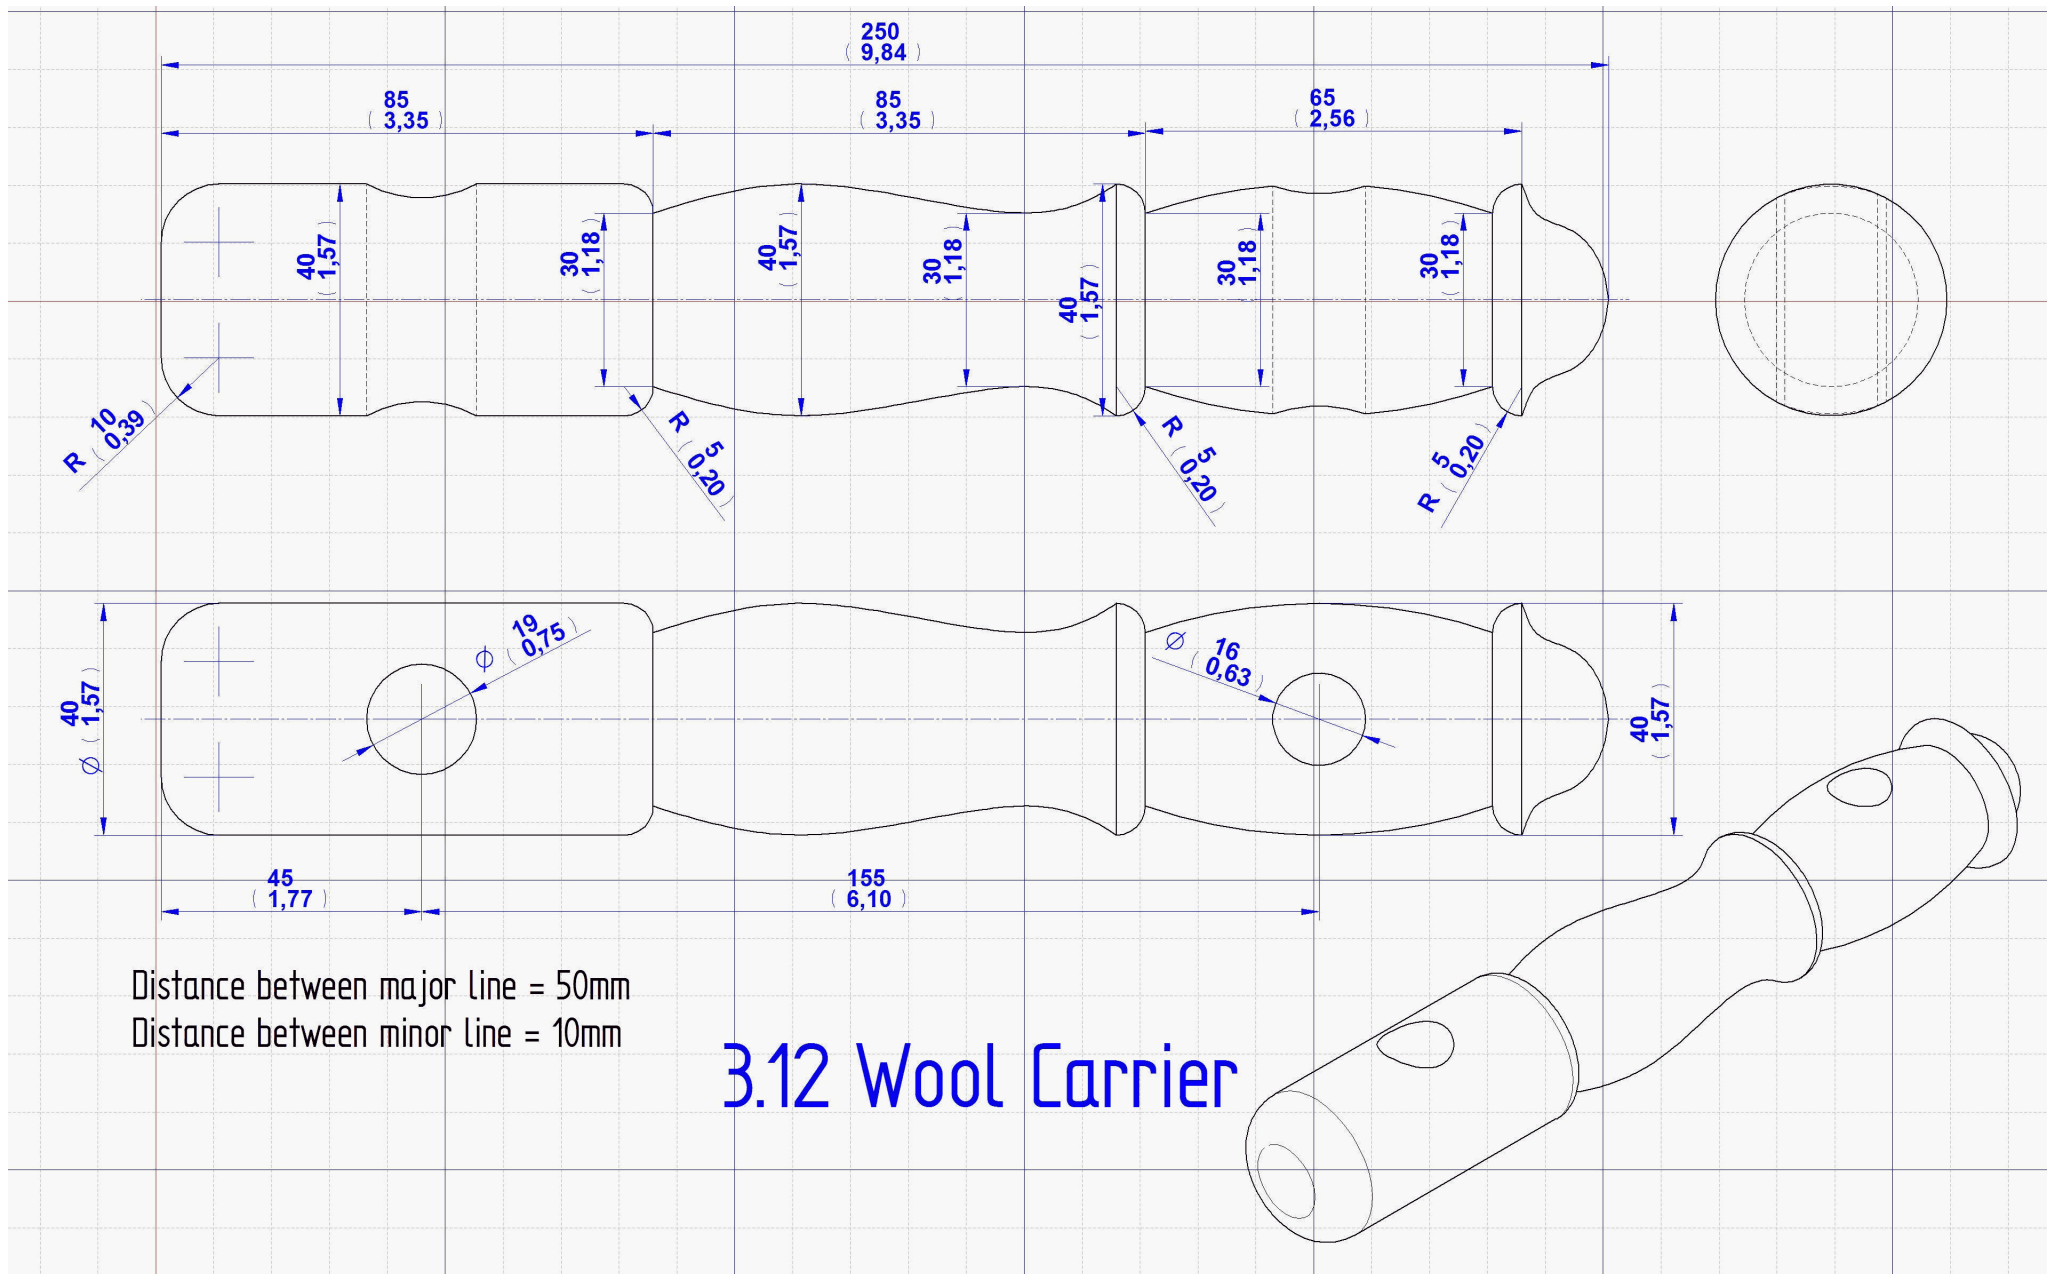 250
( 9,84 )
85
( 3,35 )
85
( 3,35 )
65
( 2,56 )
40
( 1,57 )
30
( 1,18 )
40
( 1,57 )
30
( 1,18 )
40
( 1,57 )
30
( 1,18 )
30
( 1,18 )
R 10
( 0,39 )
R 5
( 0,20 )
R 5
( 0,20 )
R 5
( 0,20 )
Ø 40
( 1,57 )
Ø 19
( 0,75 )
Ø 16
( 0,63 )
40
( 1,57 )
45
( 1,77 )
155
( 6,10 )
Distance between major line = 50mm
Distance between minor line = 10mm
3.12 Wool Carrier